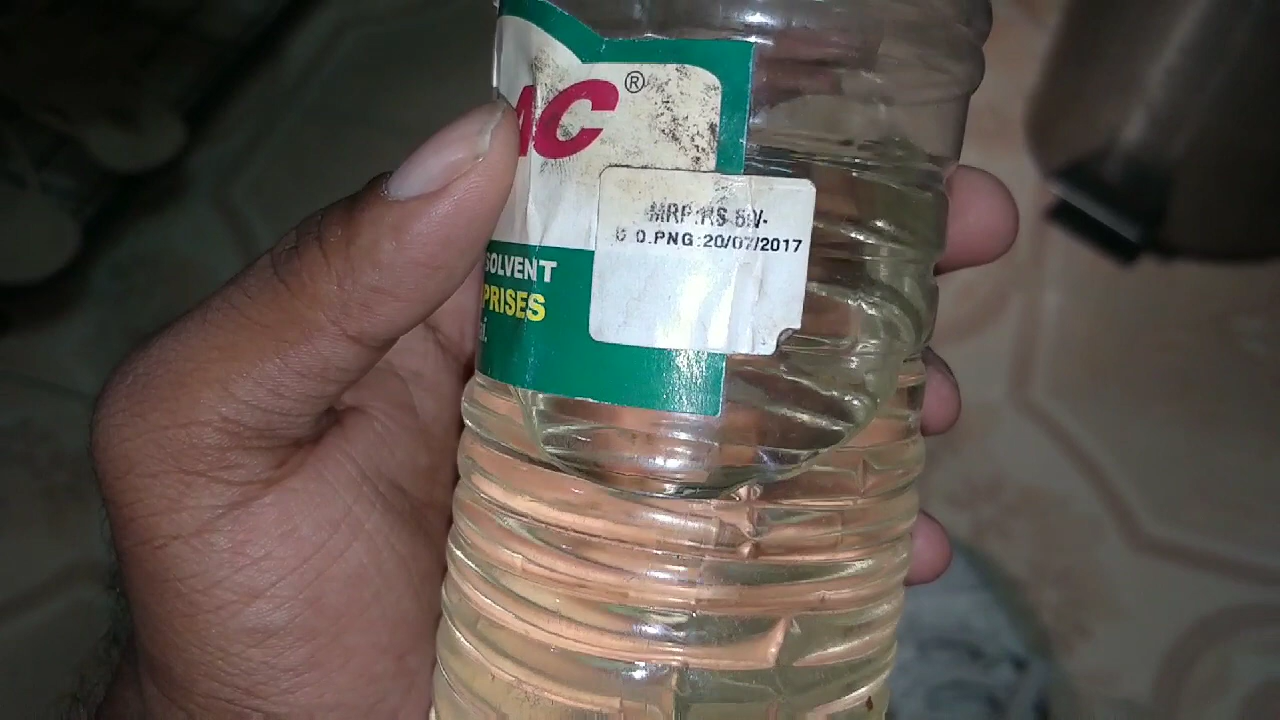 AC ®
MRP:RS
D O.PNG:20/07/2017
SOLVENT
PRISES